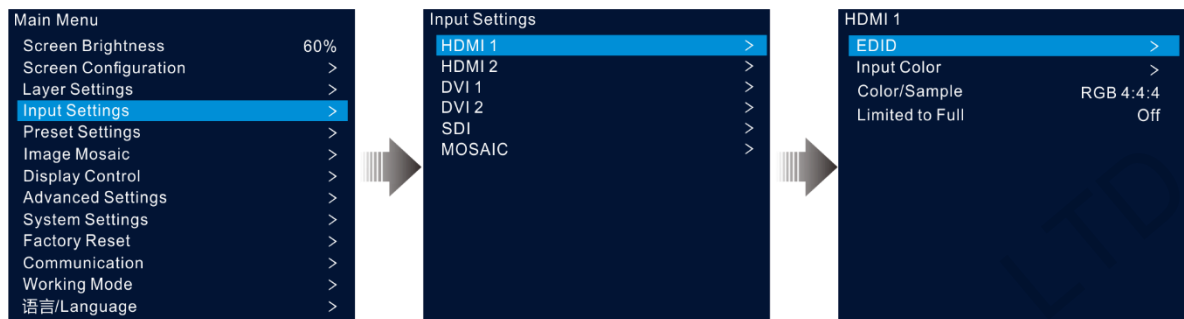 Main Menu
Screen Brightness 60%
Screen Configuration >
Layer Settings >
Input Settings >
Preset Settings >
Image Mosaic >
Display Control >
Advanced Settings >
System Settings >
Factory Reset >
Communication >
Working Mode >
语言/Language >
Input Settings
HDMI 1 >
HDMI 2 >
DVI 1 >
DVI 2 >
SDI >
MOSAIC >
HDMI 1
EDID >
Input Color >
Color/Sample RGB 4:4:4
Limited to Full Off
LTD